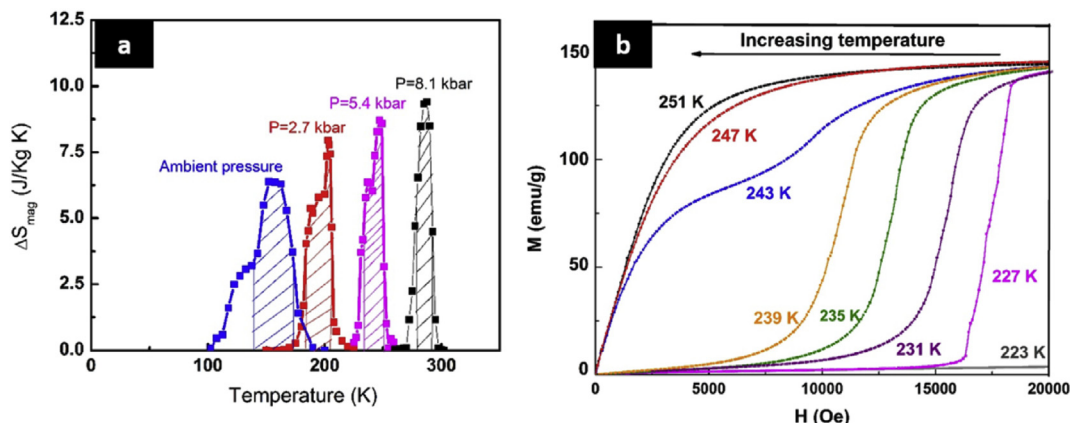 a
12.5
10.0
7.5
5.0
2.5
0.0
ΔS_mag (J/Kg K)
Ambient pressure
P=2.7 kbar
P=5.4 kbar
P=8.1 kbar
0 100 200 300
Temperature (K)
b
Increasing temperature
150
100
50
0
M (emu/g)
251 K
247 K
243 K
239 K
235 K
231 K
227 K
223 K
0 5000 10000 15000 20000
H (Oe)